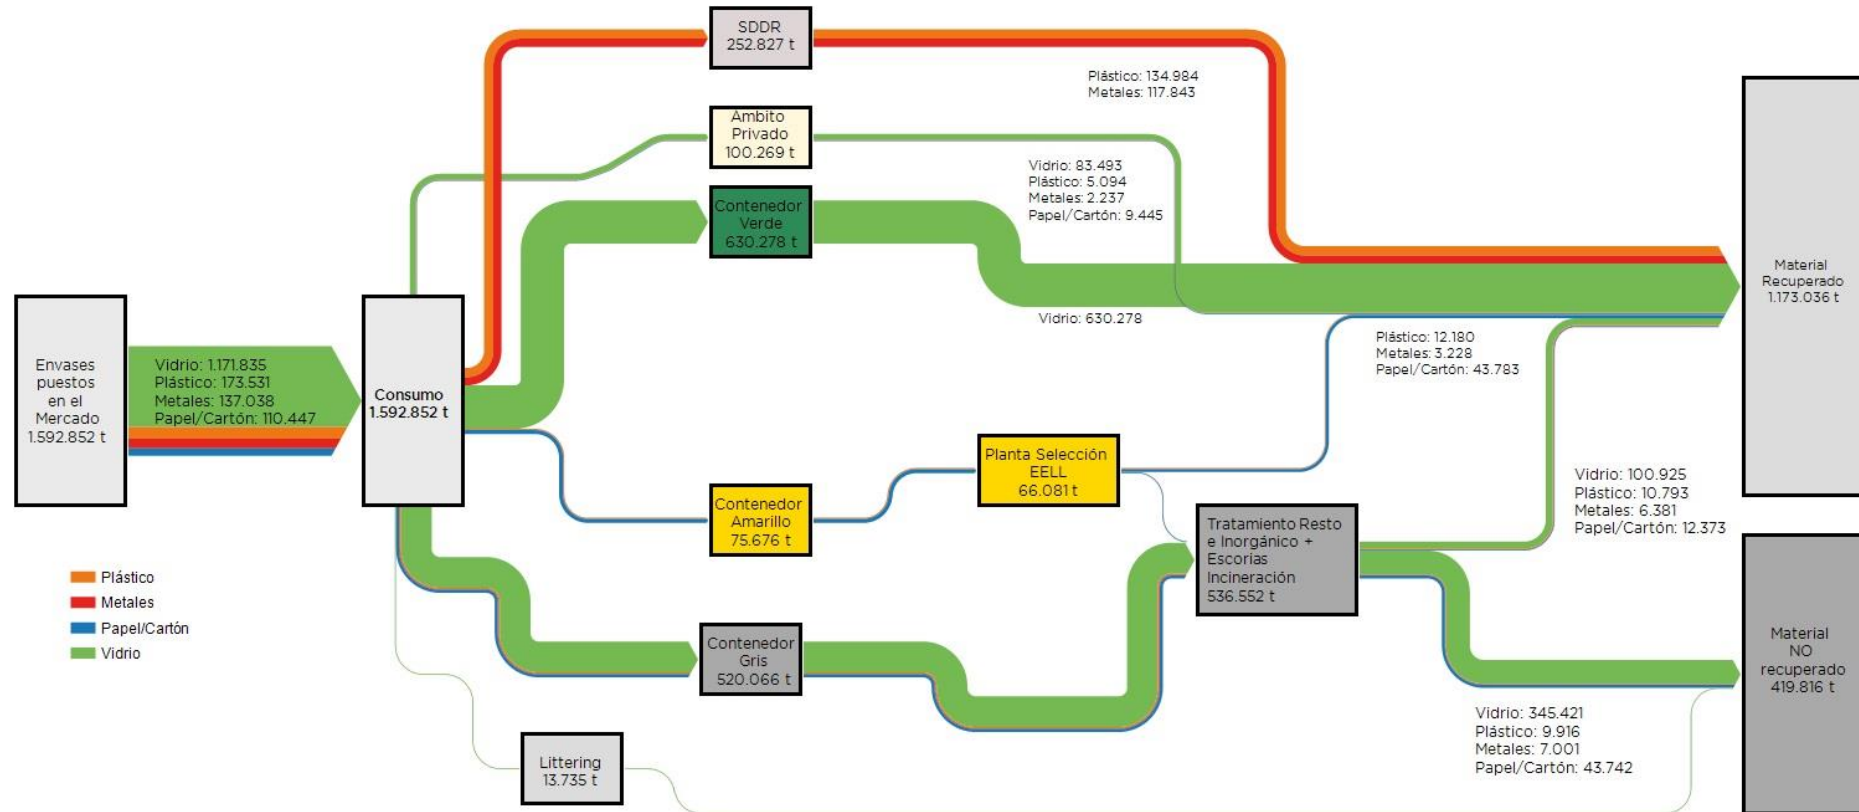 SDDR
252.827 t
Plástico: 134.984
Metales: 117.843
Ámbito
Privado
100.269 t
Vidrio: 83.493
Plástico: 5.094
Metales: 2.237
Papel/Cartón: 9.445
Contenedor
Verde
630.278 t
Vidrio: 630.278
Material
Recuperado
1.173.036 t
Envases
puestos
en el
Mercado
1.592.852 t
Vidrio: 1.171.835
Plástico: 173.531
Metales: 137.038
Papel/Cartón: 110.447
Consumo
1.592.852 t
Plástico: 12.180
Metales: 3.228
Papel/Cartón: 43.783
Planta Selección
EELL
66.081 t
Contenedor
Amarillo
75.676 t
Vidrio: 100.925
Plástico: 10.793
Metales: 6.381
Papel/Cartón: 12.373
Tratamiento Resto
e Inorgánico +
Escorias
Incineración
536.552 t
Plástico
Metales
Papel/Cartón
Vidrio
Contenedor
Gris
520.066 t
Material
NO
recuperado
419.816 t
Vidrio: 345.421
Plástico: 9.916
Metales: 7.001
Papel/Cartón: 43.742
Littering
13.735 t